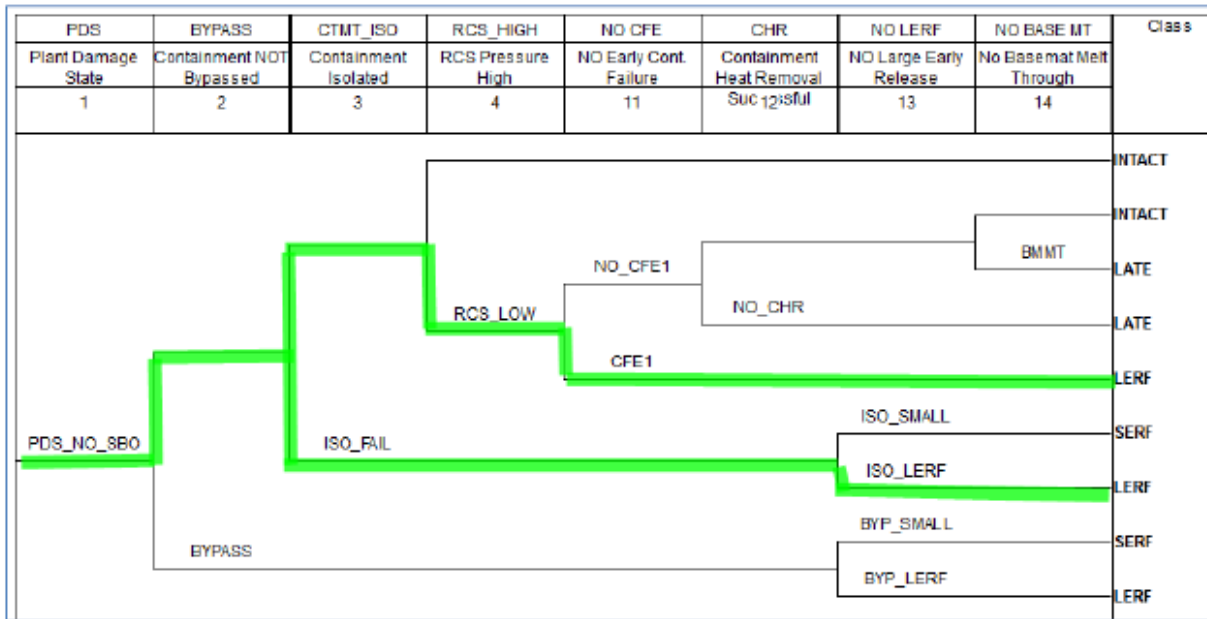 PDS BYPASS CTMT_ISO RCS_HIGH NO CFE CHR NO LERF NO BASE MT Class
Plant Damage State Containment NOT Bypassed Containment Isolated RCS Pressure High NO Early Cont. Failure Containment Heat Removal Successful NO Large Early Release No Basemat Melt Through
1 2 3 4 11 12 13 14
INTACT
INTACT
BMMT
NO_CFE1 LATE
NO_CHR
RCS_LOW LATE
CFE1
LERF
ISO_SMALL
PDS_NO_SBO ISO_FAIL SERF
ISO_LERF
LERF
BYP_SMALL
BYPASS SERF
BYP_LERF
LERF